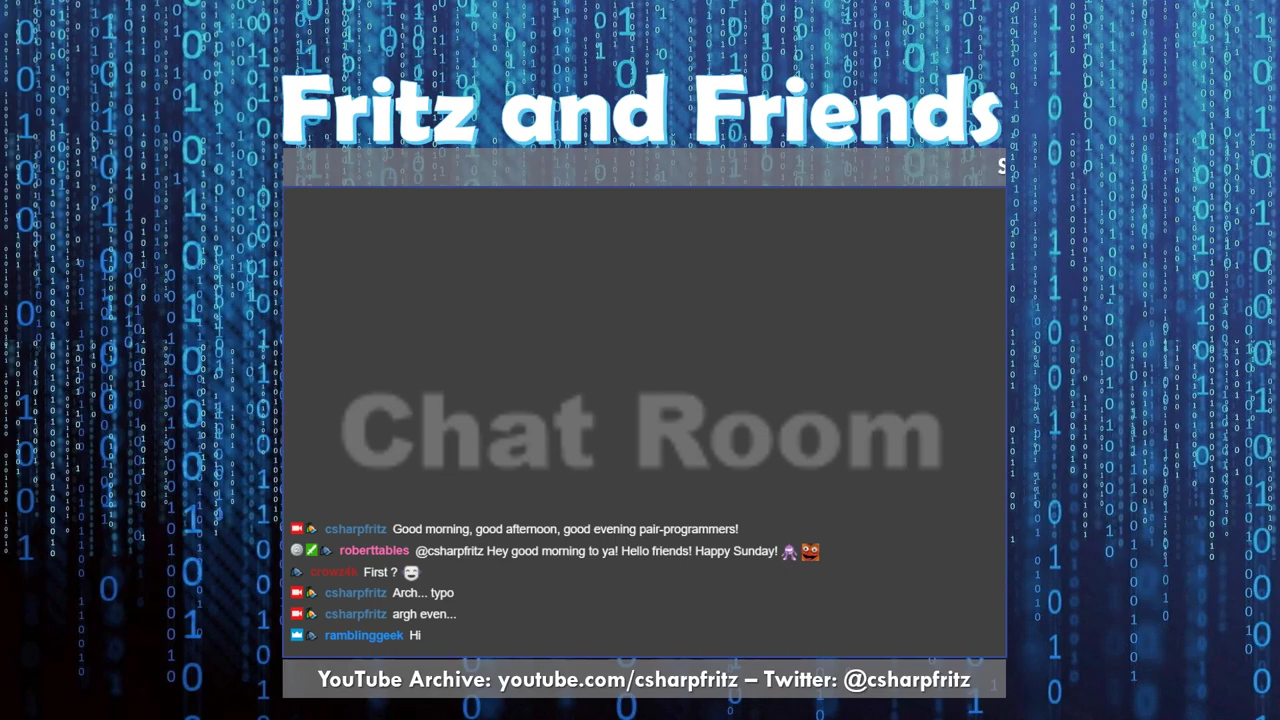 Fritz and Friends
S
Chat Room
csharpfritz Good morning, good afternoon, good evening pair-programmers!
roberttables @csharpfritz Hey good morning to ya! Hello friends! Happy Sunday!
crowz4k First ?
csharpfritz Arch... typo
csharpfritz argh even...
ramblinggeek Hi
YouTube Archive: youtube.com/csharpfritz – Twitter: @csharpfritz